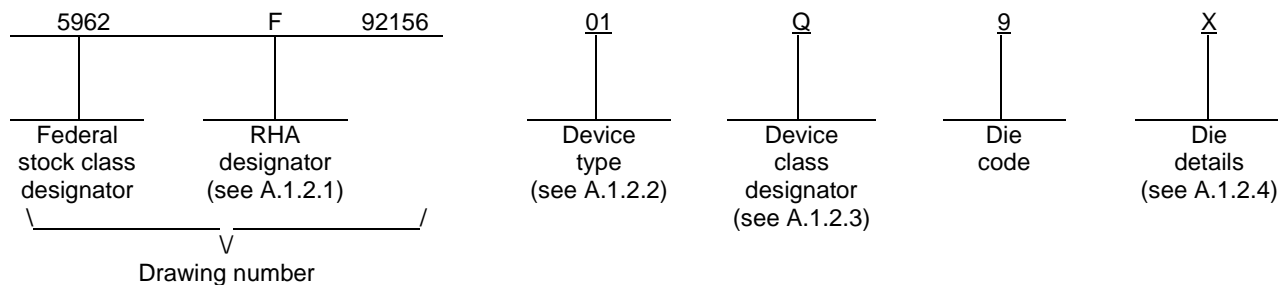 5962 F 92156 01 Q 9 X
Federal stock class designator
RHA designator (see A.1.2.1)
Device type (see A.1.2.2)
Device class designator (see A.1.2.3)
Die code
Die details (see A.1.2.4)
\ /
\/
Drawing number